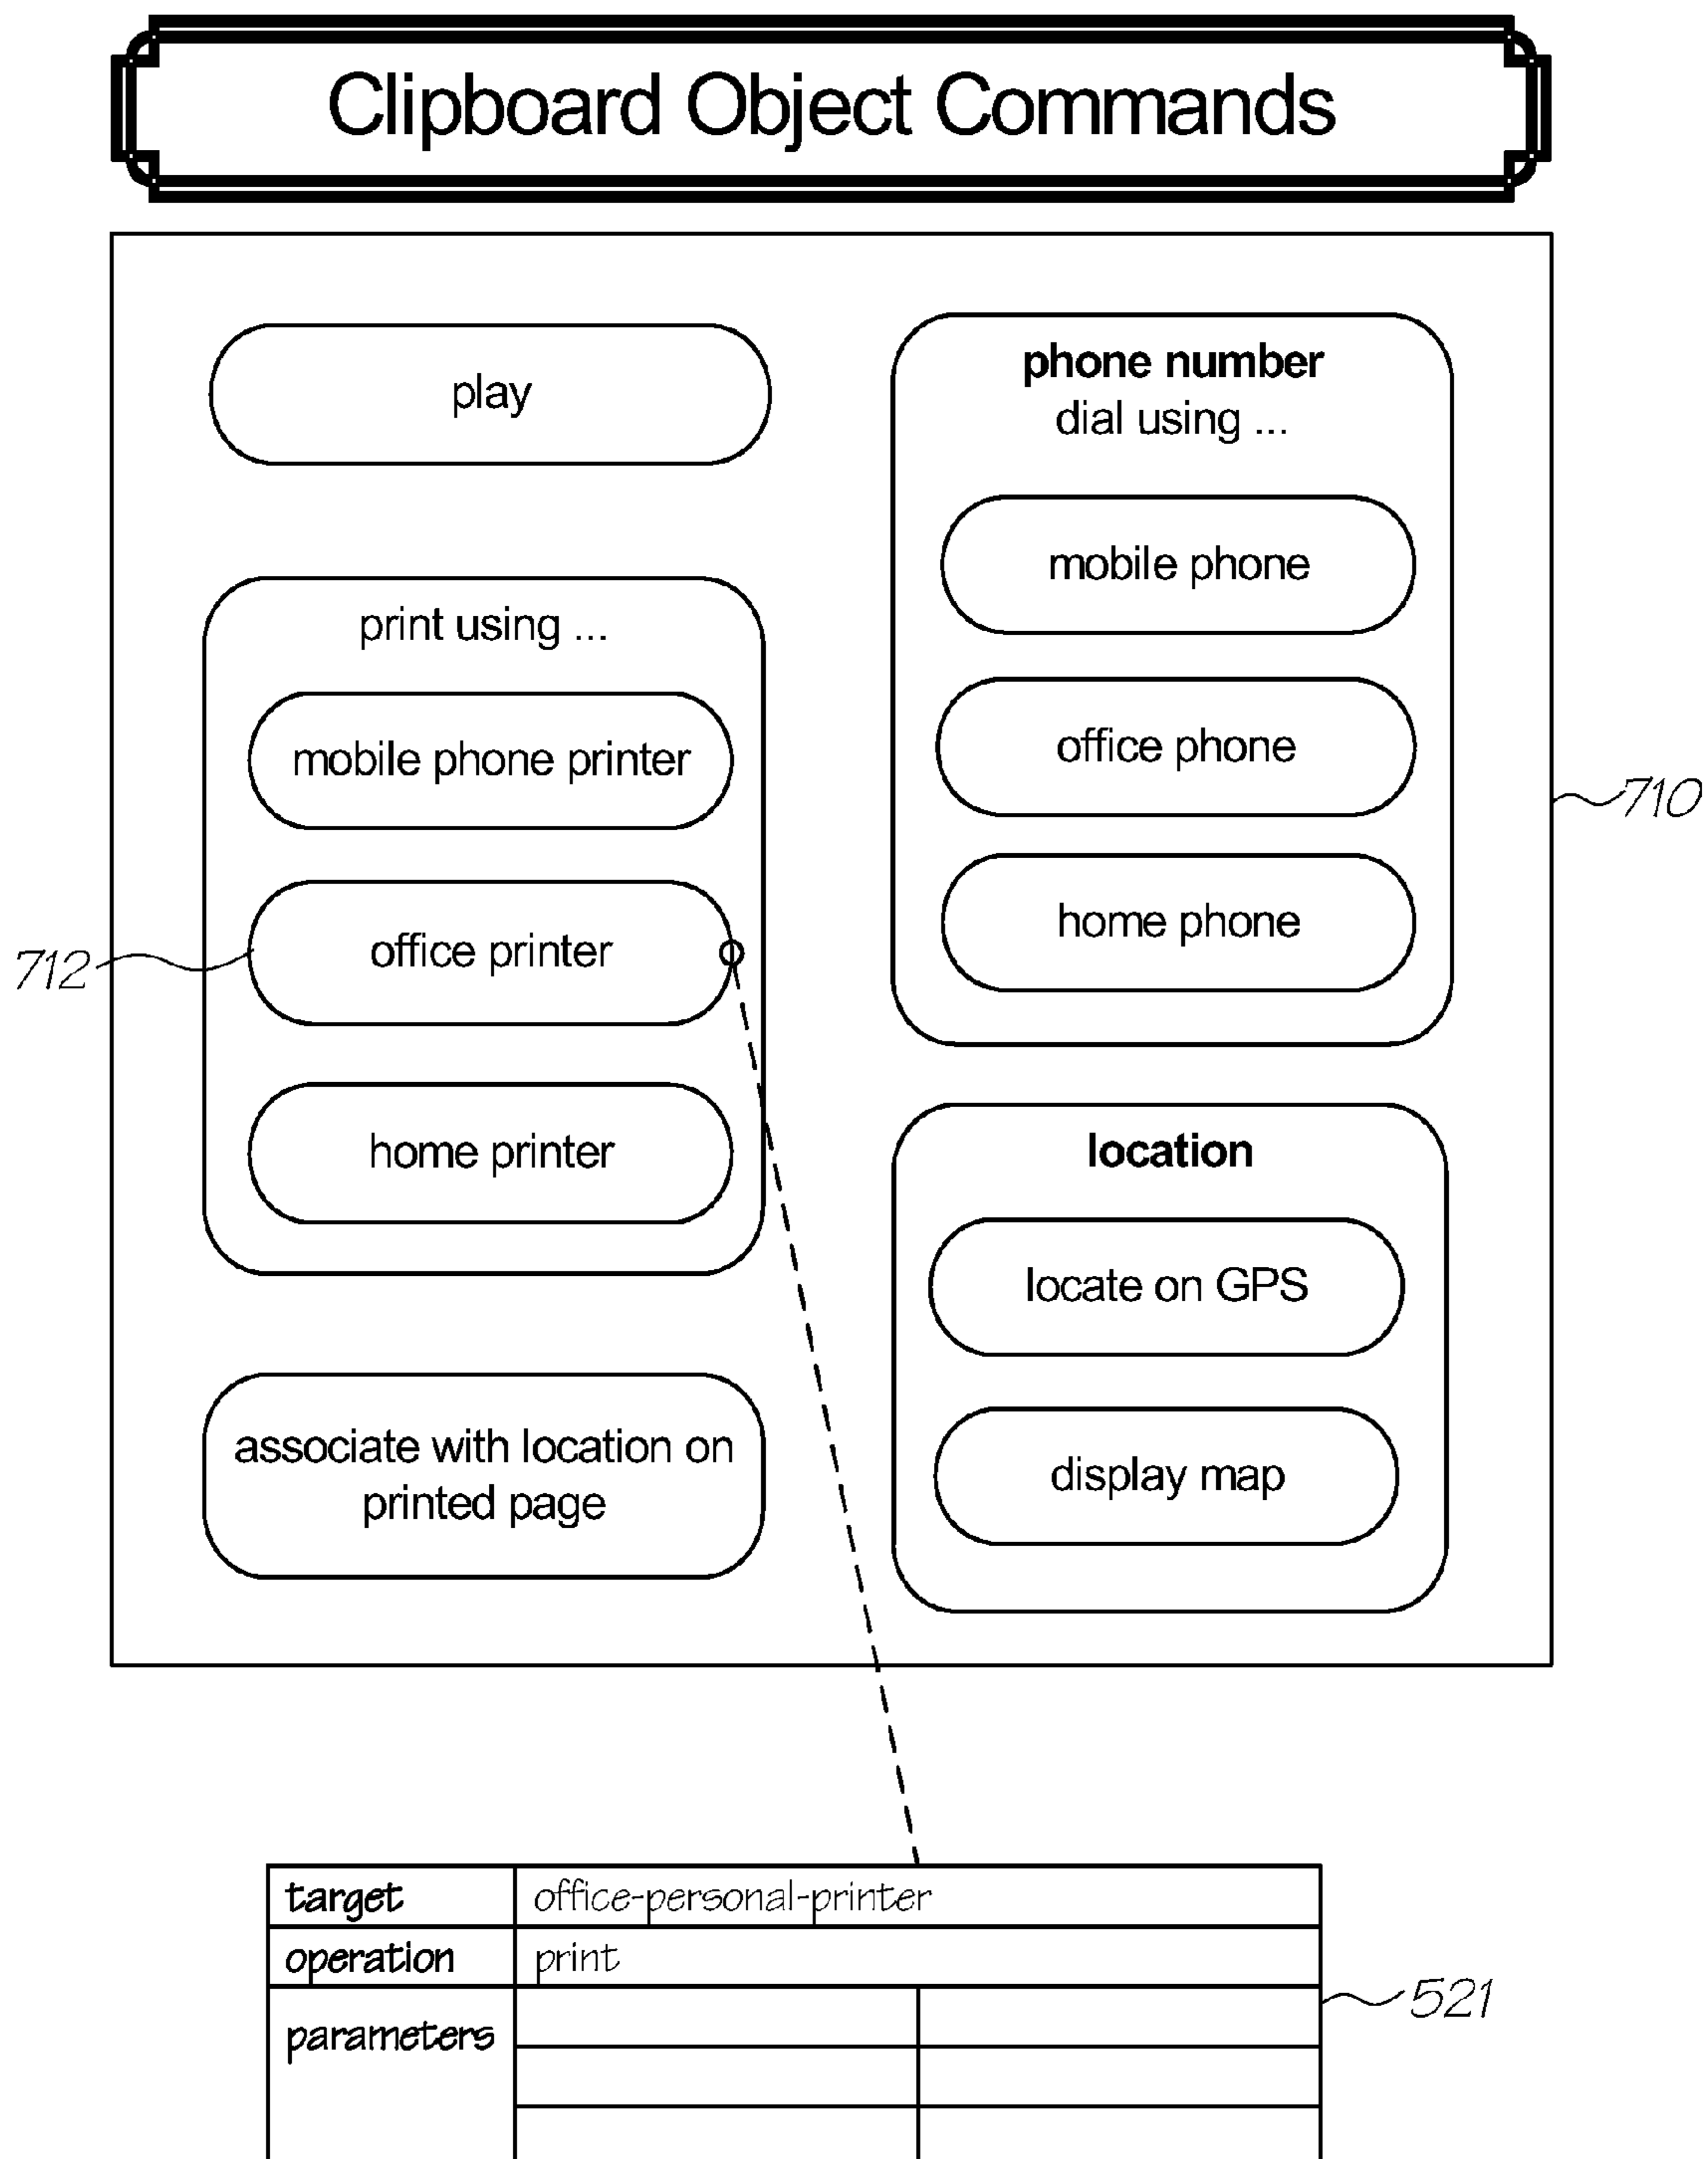 Clipboard Object Commands
play
print using ...
mobile phone printer
office printer
home printer
associate with location on
printed page
phone number
dial using ...
mobile phone
office phone
home phone
location
locate on GPS
display map
710
712
target office-personal-printer
operation print
parameters
521